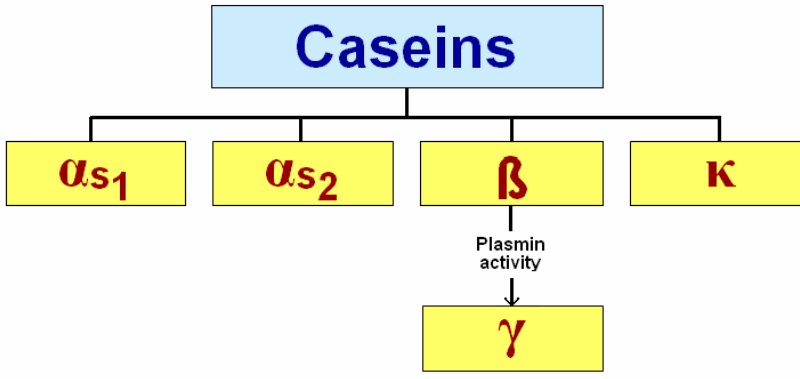 Caseins
αs1
αs2
ß
κ
Plasmin
activity
γ